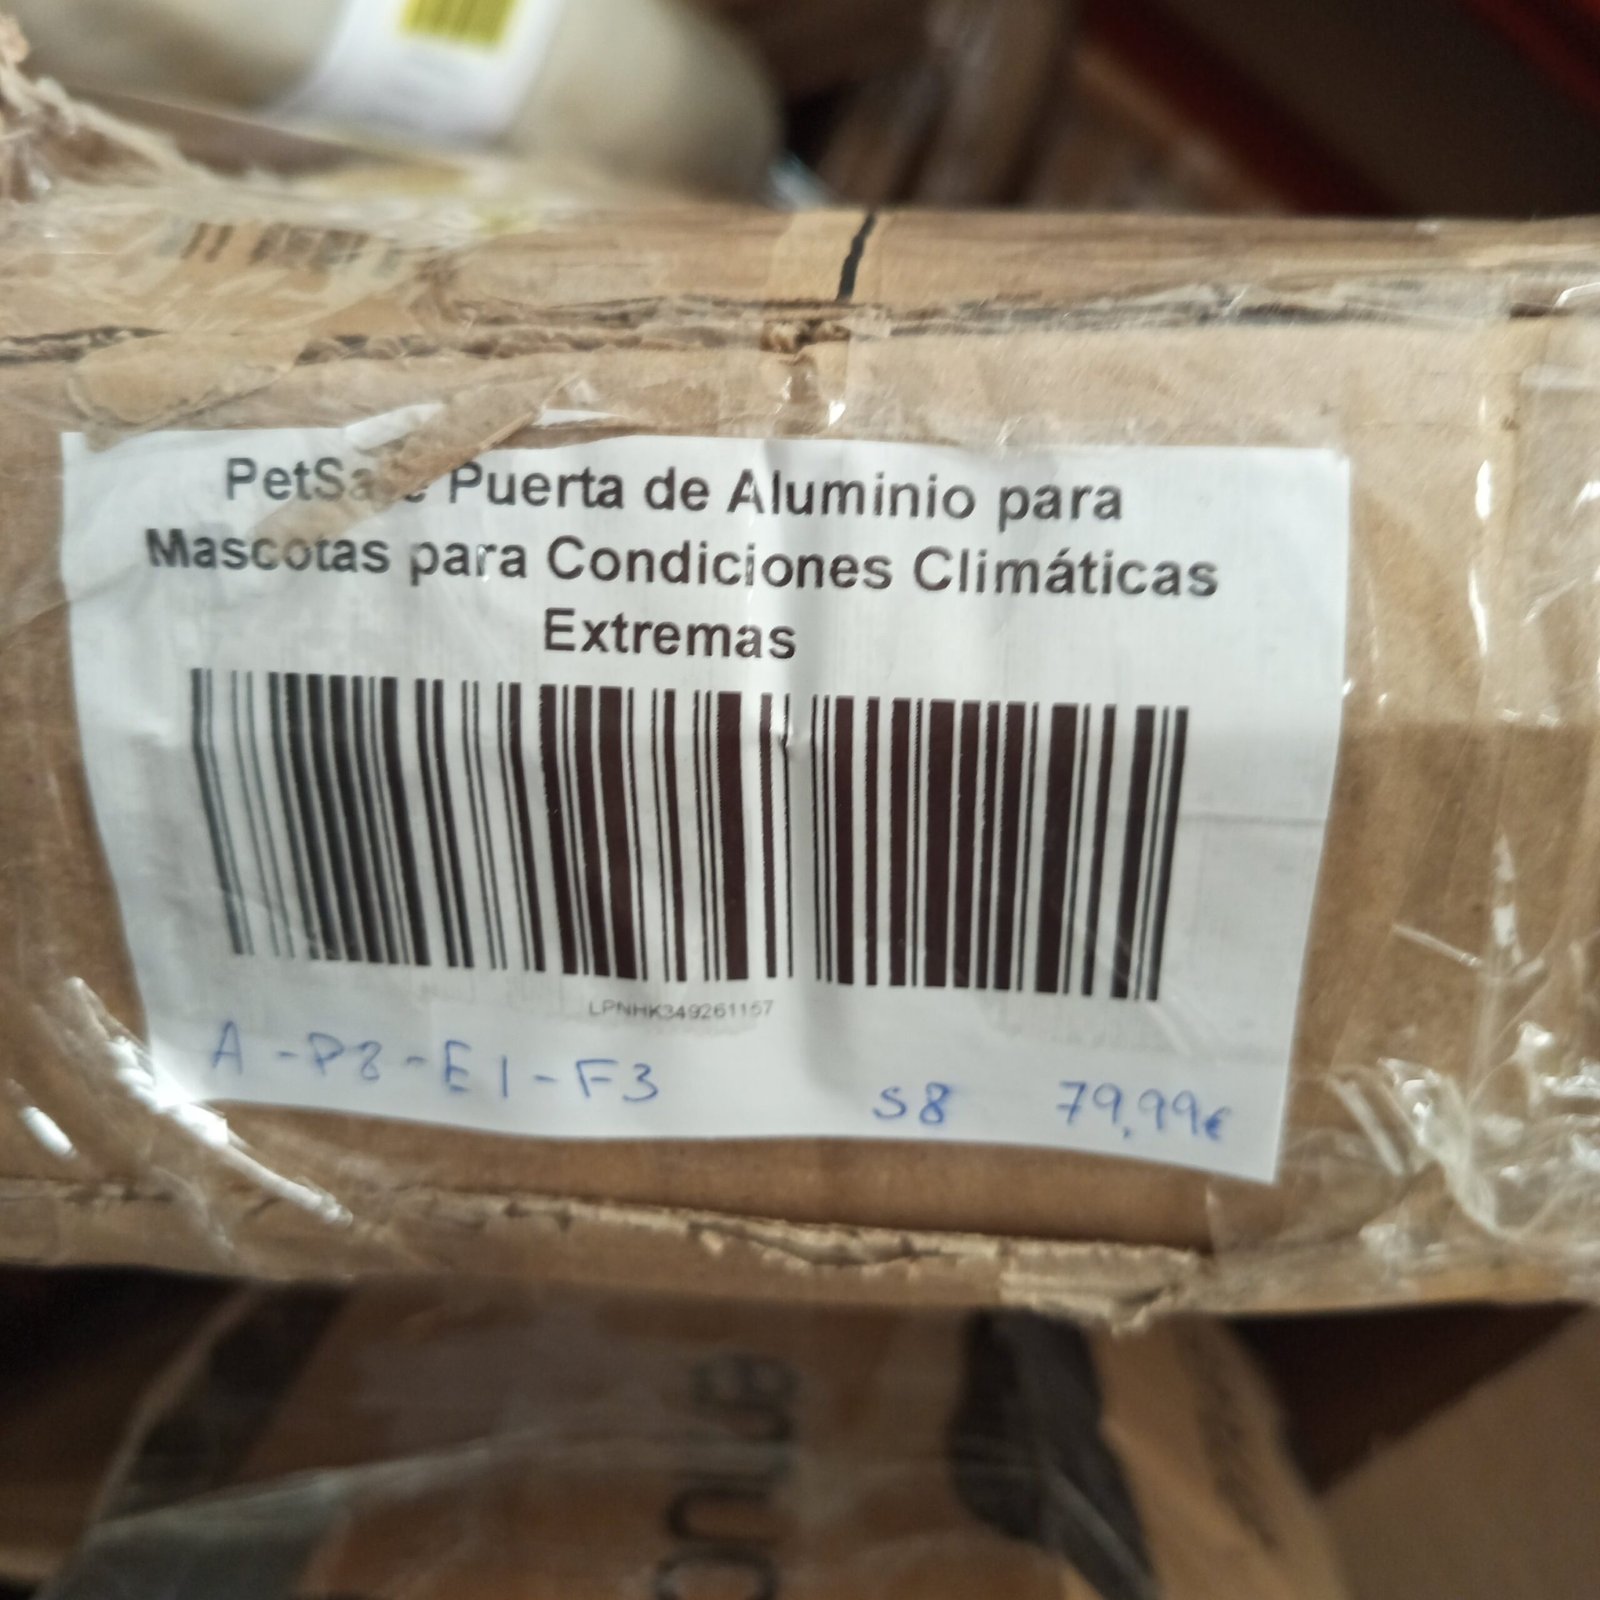 PetSafe Puerta de Aluminio para
Mascotas para Condiciones Climáticas
Extremas
LPNHK349261157
A-P8-E1-F3 S8 79,99€